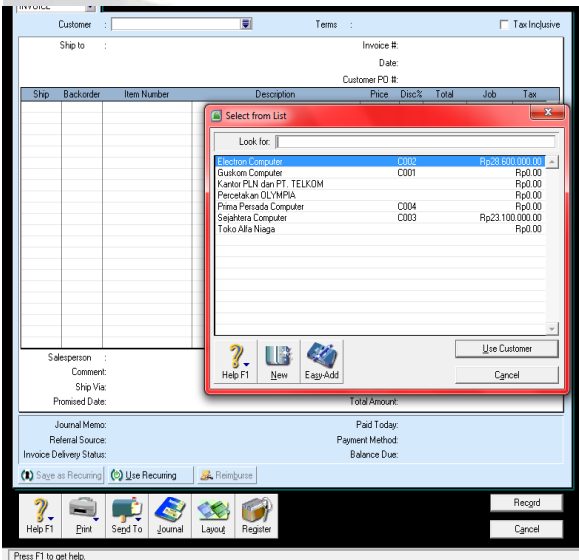 INVOICE
Customer :
Terms :
Tax Inclusive
Ship to :
Invoice #:
Date:
Customer PO #:
Ship Backorder Item Number Description Price Disc% Total Job Tax
Select from List
Look for:
Electron Computer C002 Rp28.600.000.00
Guskom Computer C001 Rp0.00
Kantor PLN dan PT. TELKOM Rp0.00
Percetakan OLYMPIA Rp0.00
Prima Persada Computer C004 Rp0.00
Sejahtera Computer C003 Rp23.100.000.00
Toko Alfa Niaga Rp0.00
Use Customer
Help F1 New Easy-Add Cancel
Salesperson :
Comment:
Ship Via:
Promised Date: Total Amount:
Journal Memo: Paid Today:
Referral Source: Payment Method:
Invoice Delivery Status: Balance Due:
Save as Recurring Use Recurring Reimburse
Record
Help F1 Print Send To Journal Layout Register Cancel
Press F1 to get help.